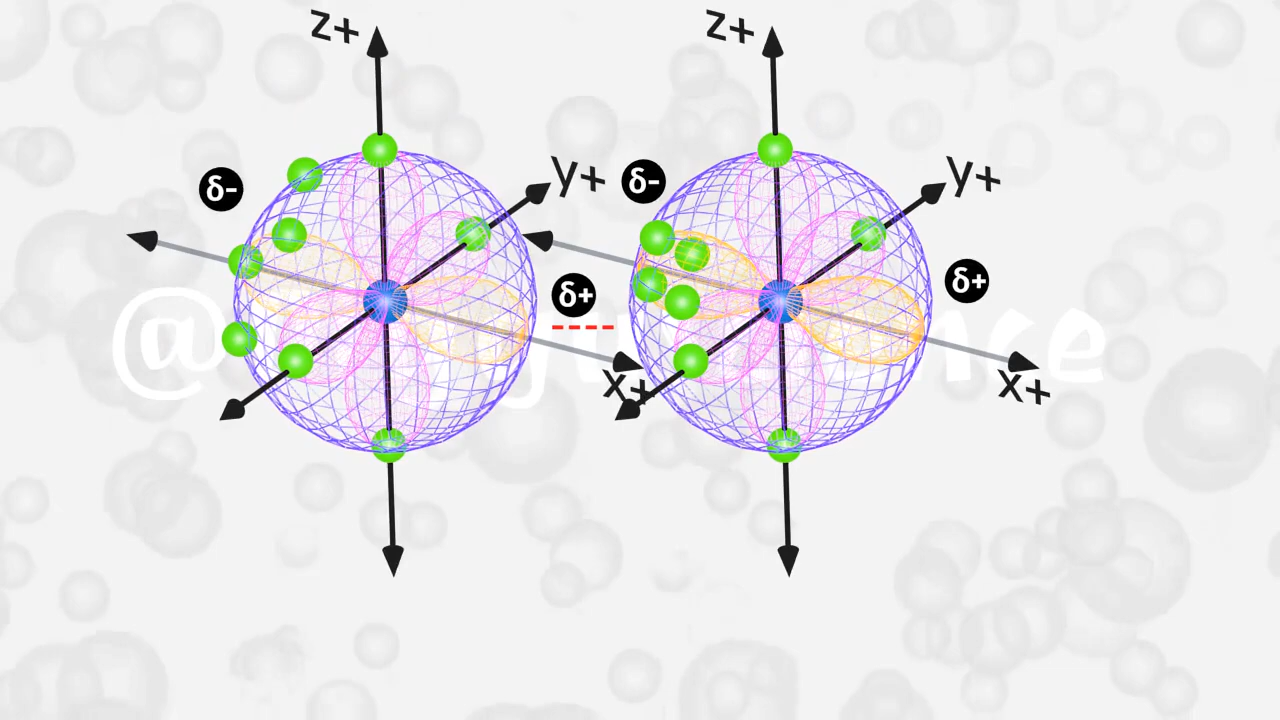 z+ z+
y+ y+
δ- δ-
δ+ δ+
x+ x+